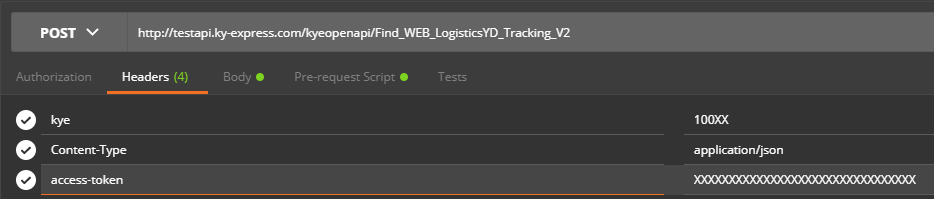 POST http://testapi.ky-express.com/kyeopenapi/Find_WEB_LogisticsYD_Tracking_V2
Authorization Headers (4) Body Pre-request Script Tests
kye 100XX
Content-Type application/json
access-token XXXXXXXXXXXXXXXXXXXXXXXXXXXXXXXX